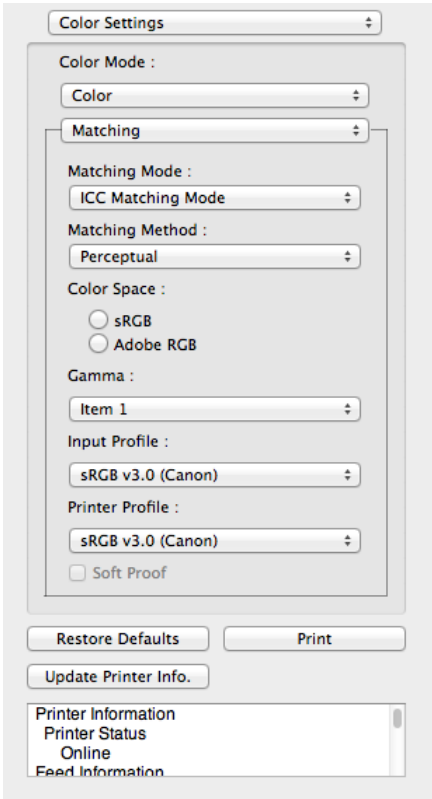 Color Settings
Color Mode :
Color
Matching
Matching Mode :
ICC Matching Mode
Matching Method :
Perceptual
Color Space :
sRGB
Adobe RGB
Gamma :
Item 1
Input Profile :
sRGB v3.0 (Canon)
Printer Profile :
sRGB v3.0 (Canon)
Soft Proof
Restore Defaults
Print
Update Printer Info.
Printer Information
Printer Status
Online
Feed Information